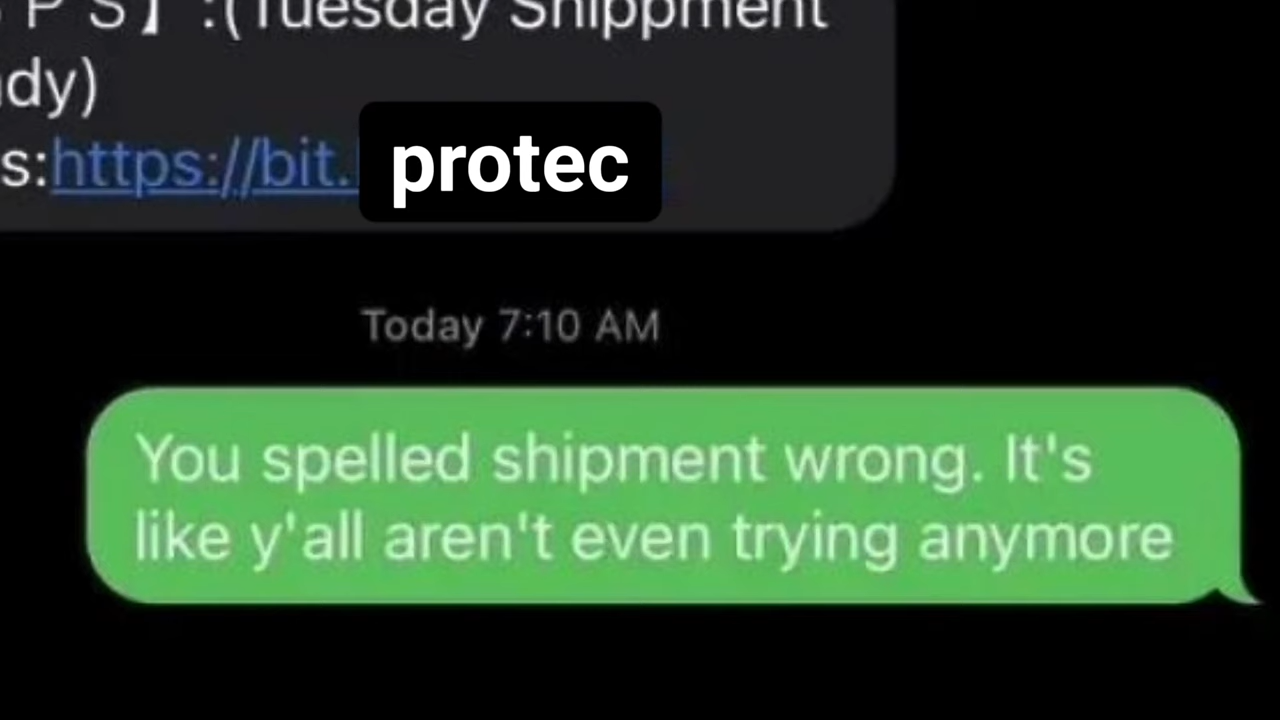 P S】:(Tuesday Shippment
dy)
s:https://bit.
protec
Today 7:10 AM
You spelled shipment wrong. It's
like y'all aren't even trying anymore